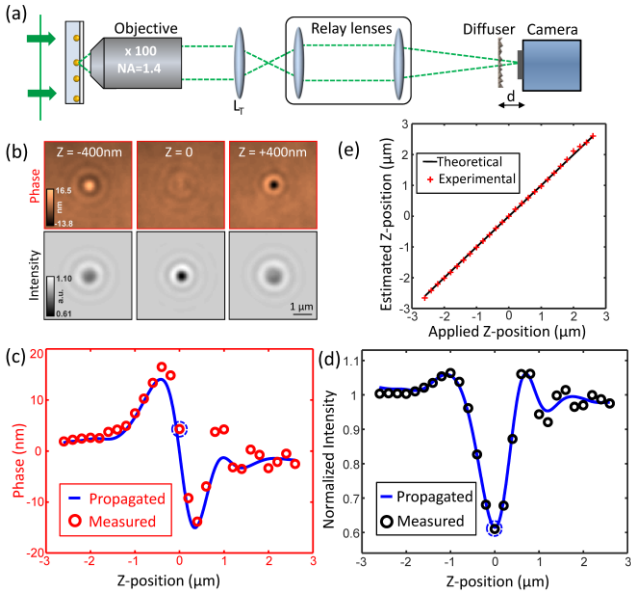 (a)
Objective
x 100
NA=1.4
L_T
Relay lenses
Diffuser
Camera
d
(b)
Z = -400nm
Z = 0
Z = +400nm
Phase
16.5
nm
-13.8
Intensity
1.10
a.u.
0.61
1 μm
(e)
Estimated Z-position (μm)
3
2
1
0
-1
-2
-3
Theoretical
Experimental
-3 -2 -1 0 1 2 3
Applied Z-position (μm)
(c)
Phase (nm)
20
10
0
-10
-20
Propagated
Measured
-3 -2 -1 0 1 2 3
Z-position (μm)
(d)
Normalized Intensity
1.1
1
0.9
0.8
0.7
0.6
Propagated
Measured
-3 -2 -1 0 1 2 3
Z-position (μm)